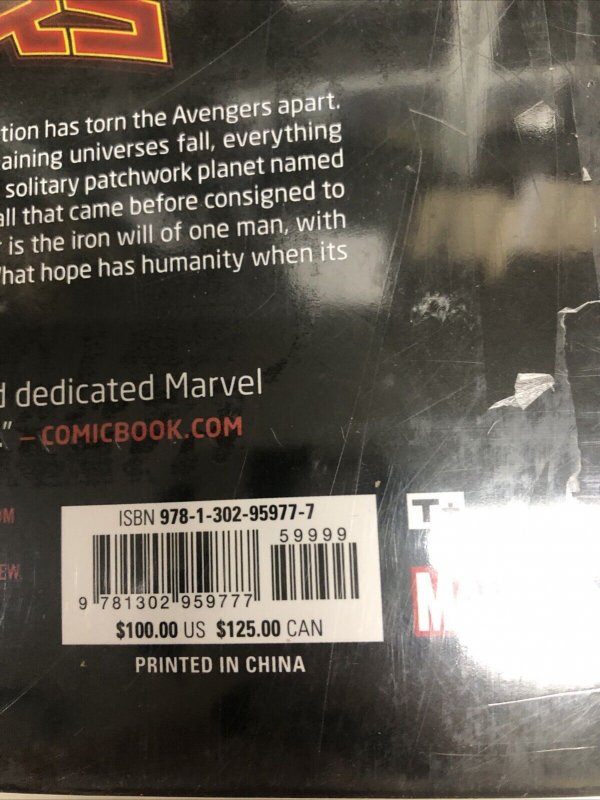 tion has torn the Avengers apart.
aining universes fall, everything
solitary patchwork planet named
all that came before consigned to
is the iron will of one man, with
hat hope has humanity when its
d dedicated Marvel
." – COMICBOOK.COM
OM
EW
ISBN 978-1-302-95977-7
59999
9 781302 959777
$100.00 US $125.00 CAN
PRINTED IN CHINA
T+
M